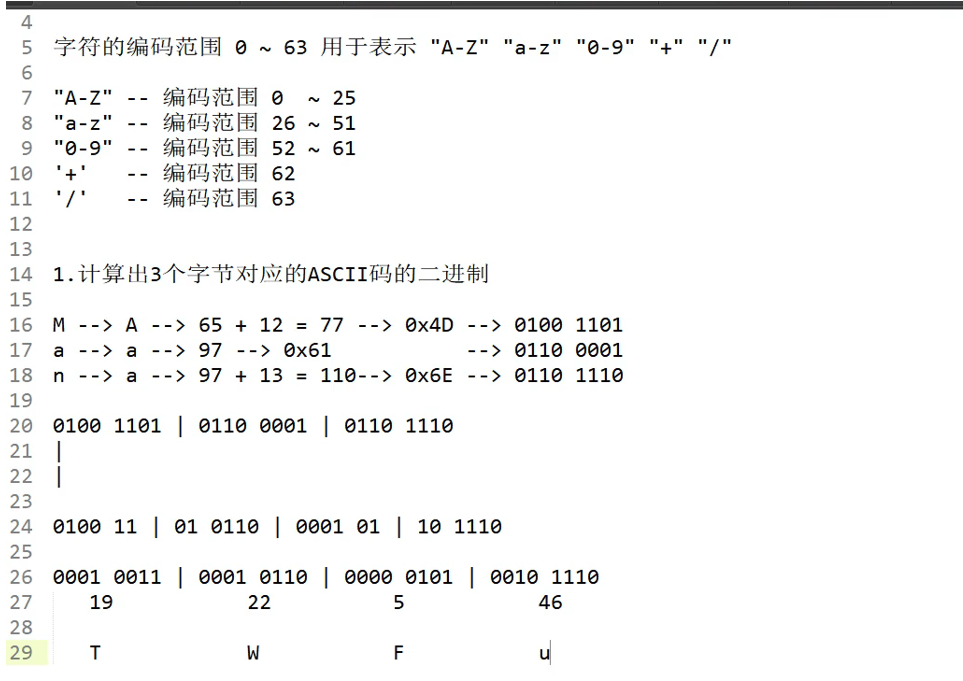 4
5 字符的编码范围 0 ~ 63 用于表示 "A-Z" "a-z" "0-9" "+" "/"
6
7 "A-Z" -- 编码范围 0  ~ 25
8 "a-z" -- 编码范围 26 ~ 51
9 "0-9" -- 编码范围 52 ~ 61
10 '+'   -- 编码范围 62
11 '/'   -- 编码范围 63
12
13
14 1.计算出3个字节对应的ASCII码的二进制
15
16 M --> A --> 65 + 12 = 77 --> 0x4D --> 0100 1101
17 a --> a --> 97 --> 0x61           --> 0110 0001
18 n --> a --> 97 + 13 = 110--> 0x6E --> 0110 1110
19
20 0100 1101 | 0110 0001 | 0110 1110
21 |
22 |
23
24 0100 11 | 01 0110 | 0001 01 | 10 1110
25
26 0001 0011 | 0001 0110 | 0000 0101 | 0010 1110
27    19           22          5           46
28
29    T            W           F           u